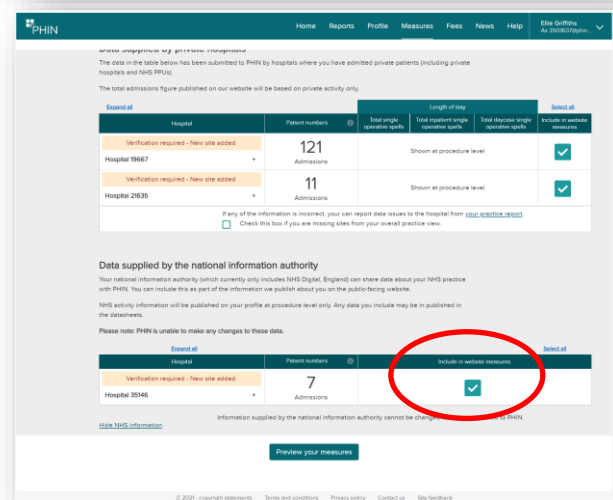 PHIN
Home Reports Profile Measures Fees News Help
Ellie Griffiths
As 3503637@phin...
Data supplied by private hospitals
The data in the table below has been submitted to PHIN by hospitals where you have admitted private patients (including private
hospitals and NHS PPUs).
The total admissions figure published on our website will be based on private activity only.
Expand all
Select all
Length of stay
Hospital
Patient numbers
Total single operative spells
Total inpatient single operative spells
Total daycase single operative spells
Include in website measures
Verification required - New site added
Hospital 19667 +
121
Admissions
Shown at procedure level
Verification required - New site added
Hospital 21635 +
11
Admissions
Shown at procedure level
If any of the information is incorrect, your can report data issues to the hospital from your practice report.
Check this box if you are missing sites from your overall practice view.
Data supplied by the national information authority
Your national information authority (which currently only includes NHS Digital, England) can share data about your NHS practice
with PHIN. You can include this as part of the information we publish about you on the public-facing website.
NHS activity information will be published on your profile at procedure level only. Any data you include may be in published in
the datasheets.
Please note: PHIN is unable to make any changes to these data.
Expand all
Select all
Hospital
Patient numbers
Include in website measures
Verification required - New site added
Hospital 35146 +
7
Admissions
Information supplied by the national information authority cannot be changed to PHIN.
Hide NHS information
Preview your measures
© 2021 - copyright statements Terms and conditions Privacy policy Contact us Site feedback